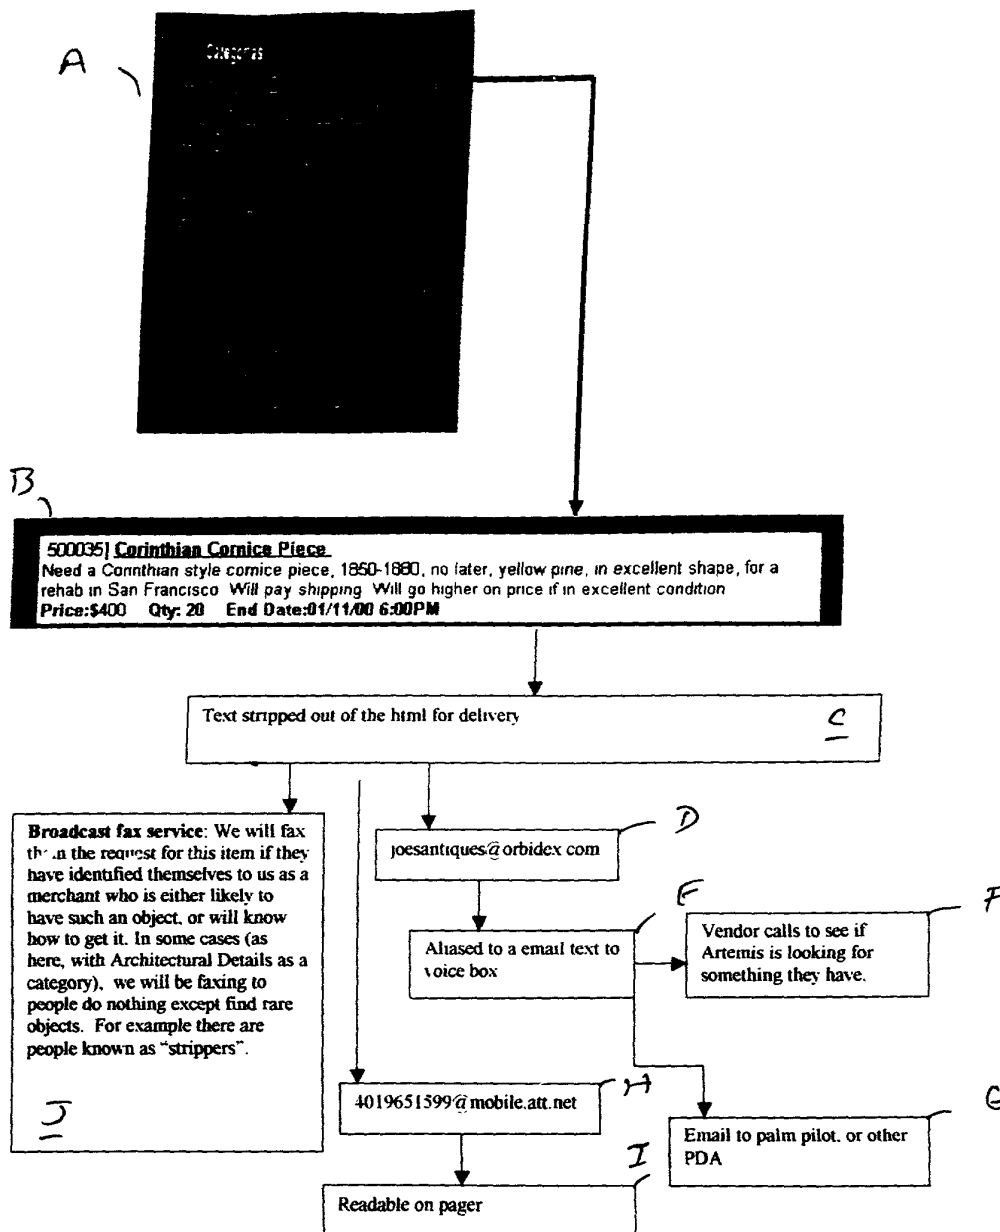 A
Categorias
B
500035] Corinthian Cornice Piece
Need a Corinthian style cornice piece, 1850-1880, no later, yellow pine, in excellent shape, for a
rehab in San Francisco Will pay shipping Will go higher on price if in excellent condition
Price:$400 Qty: 20 End Date:01/11/00 6:00PM
Text stripped out of the html for delivery
C
Broadcast fax service: We will fax
the request for this item if they
have identified themselves to us as a
merchant who is either likely to
have such an object, or will know
how to get it. In some cases (as
here, with Architectural Details as a
category), we will be faxing to
people do nothing except find rare
objects. For example there are
people known as "strippers".
J
D
joesantiques@orbidex com
E
Aliased to a email text to
voice box
F
Vendor calls to see if
Artemis is looking for
something they have.
H
4019651599@mobile.att.net
G
Email to palm pilot, or other
PDA
I
Readable on pager